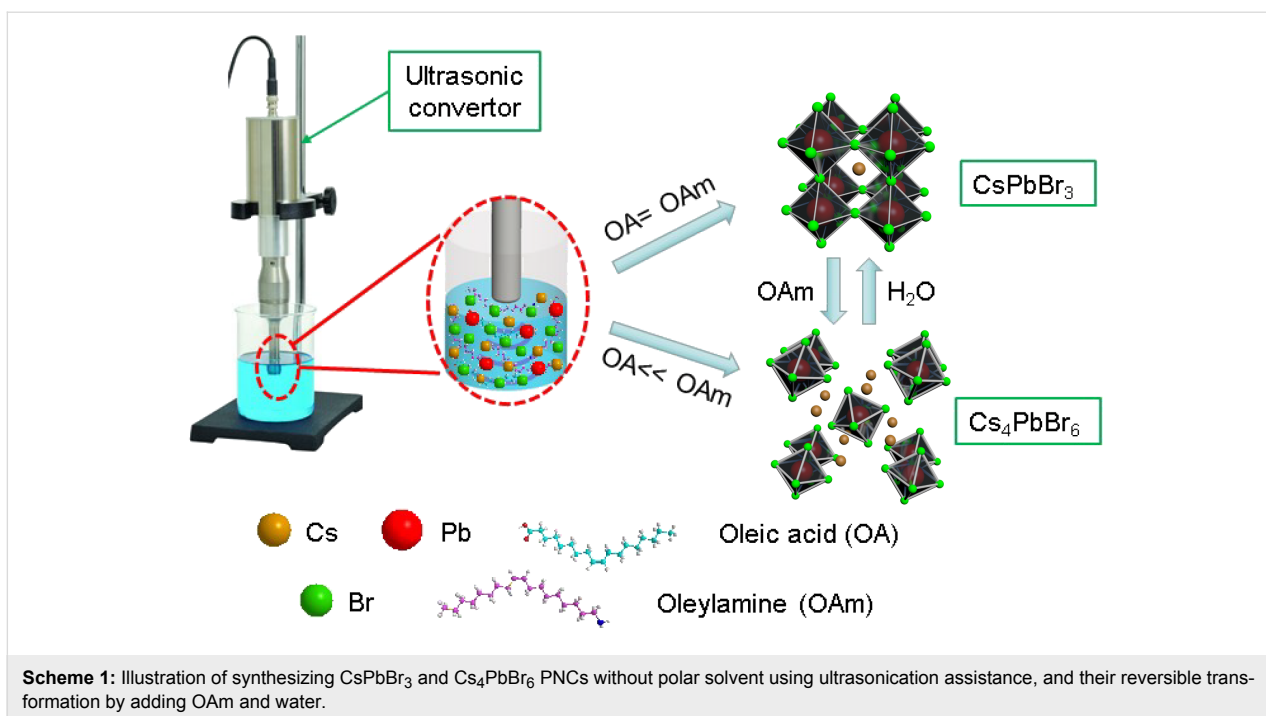 Ultrasonic
convertor
OA= OAm
OA<< OAm
CsPbBr₃
OAm
H₂O
Cs₄PbBr₆
Cs
Pb
Oleic acid (OA)
Br
Oleylamine (OAm)
Scheme 1: Illustration of synthesizing CsPbBr₃ and Cs₄PbBr₆ PNCs without polar solvent using ultrasonication assistance, and their reversible trans-
formation by adding OAm and water.